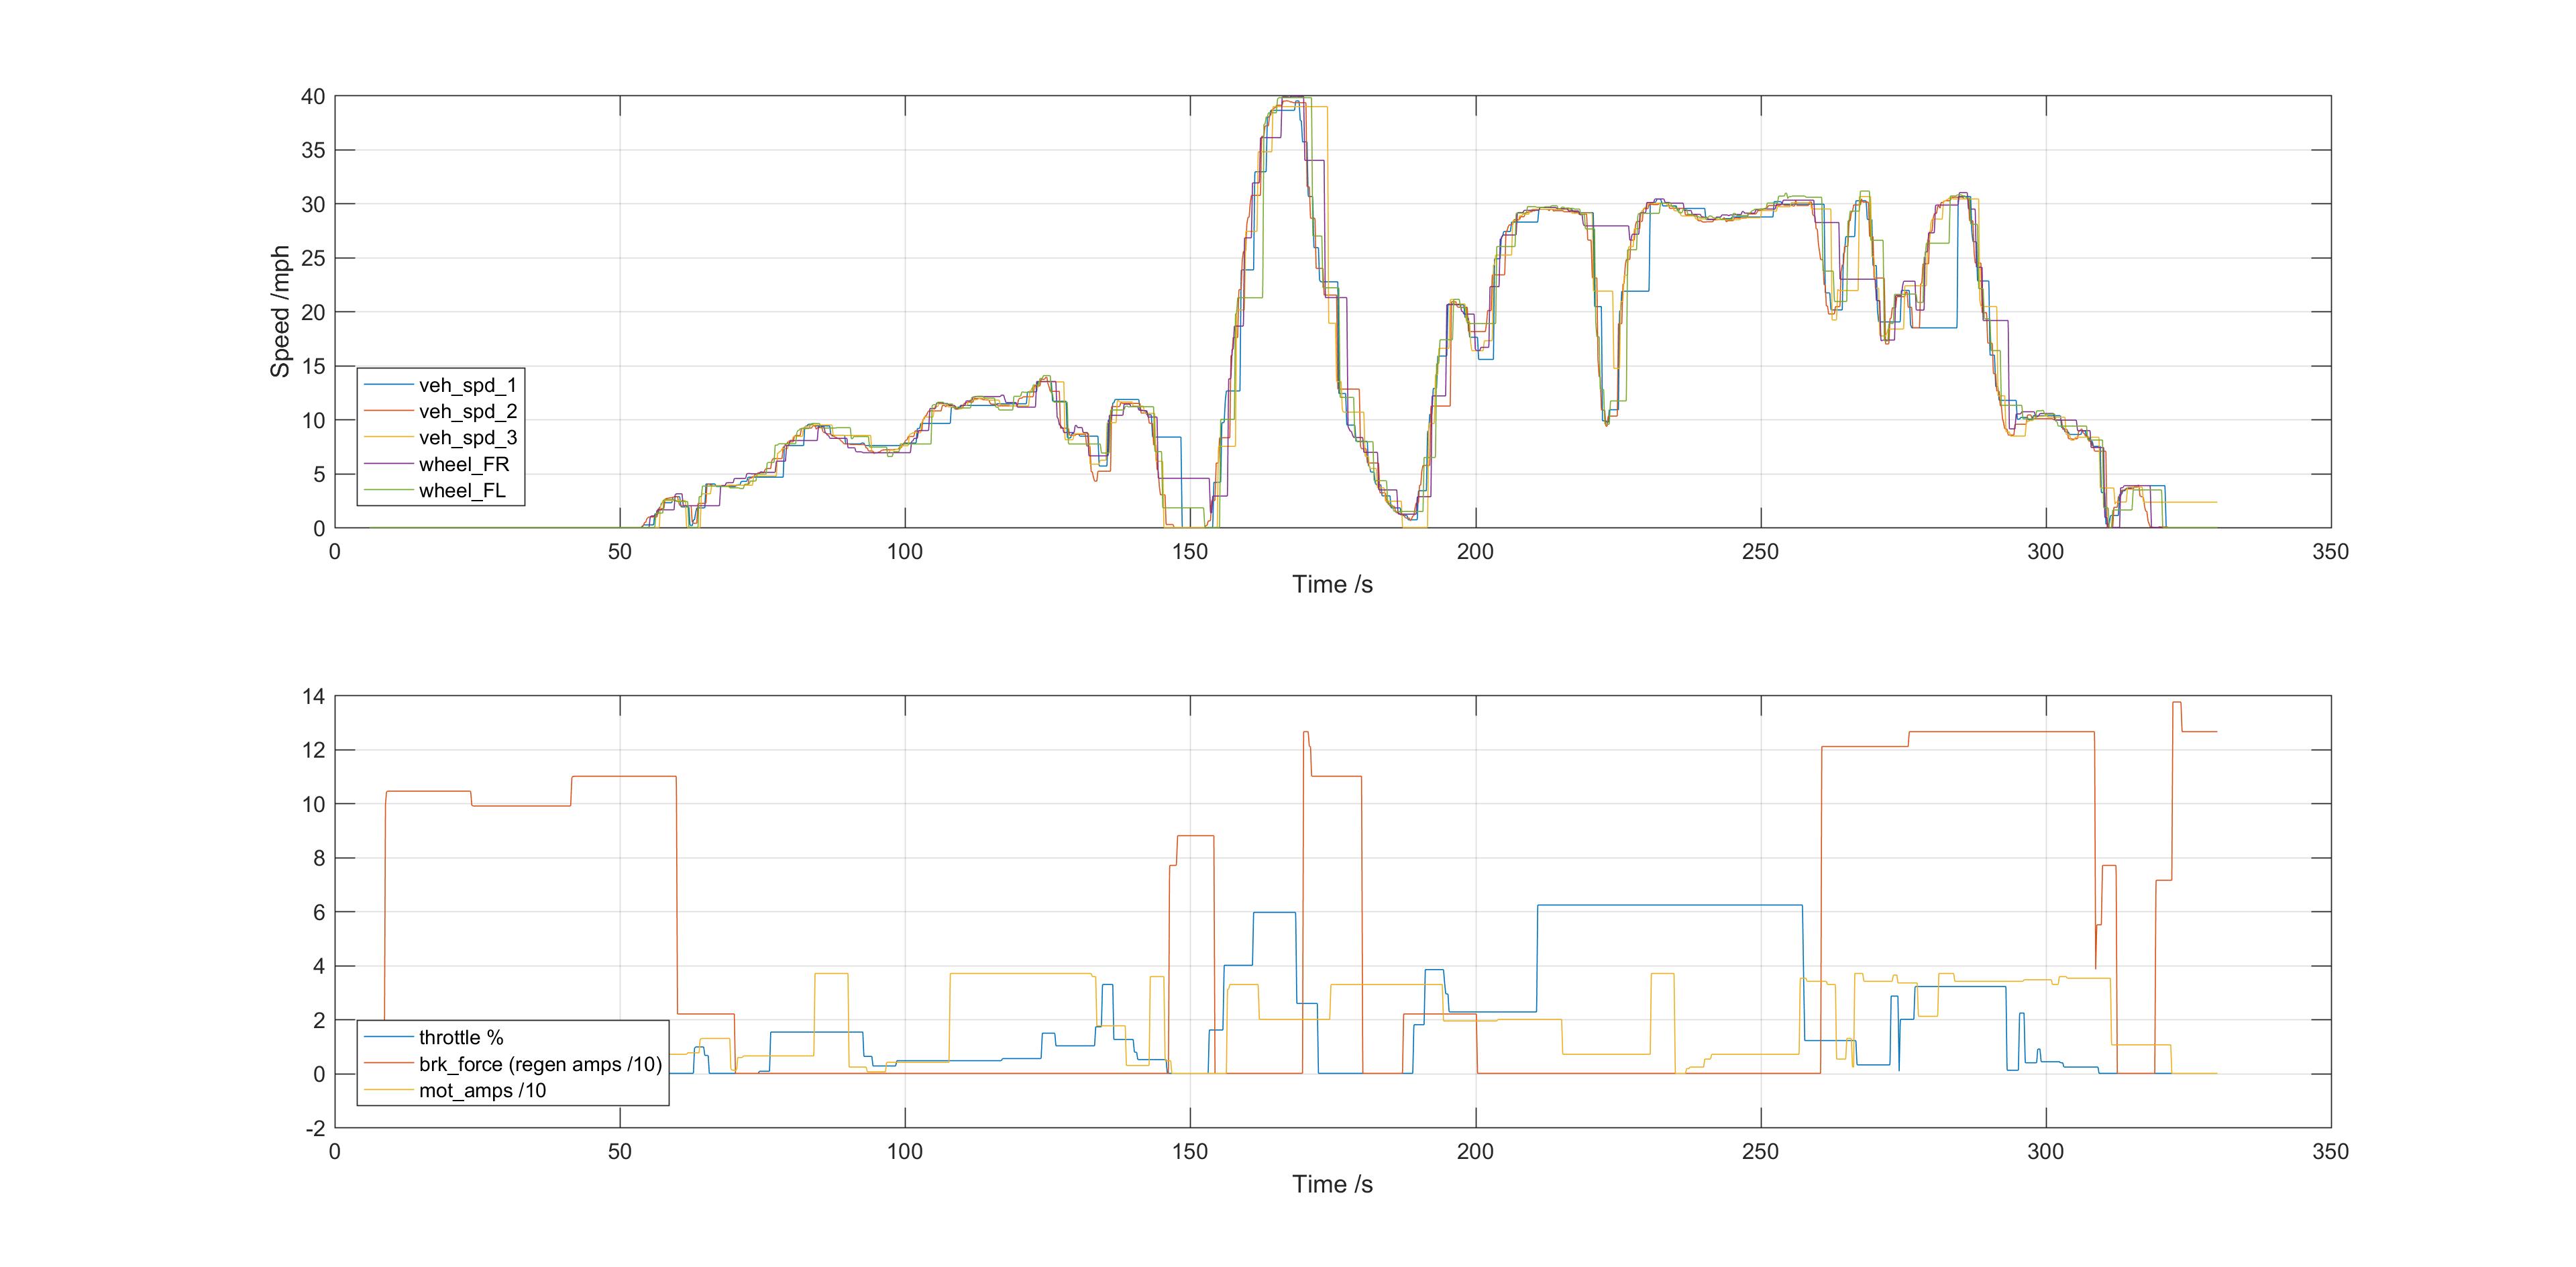 40
35
30
25
20
15
10
5
0
Speed /mph
veh_spd_1
veh_spd_2
veh_spd_3
wheel_FR
wheel_FL
0 50 100 150 200 250 300 350
Time /s
14
12
10
8
6
4
2
0
-2
throttle %
brk_force (regen amps /10)
mot_amps /10
0 50 100 150 200 250 300 350
Time /s